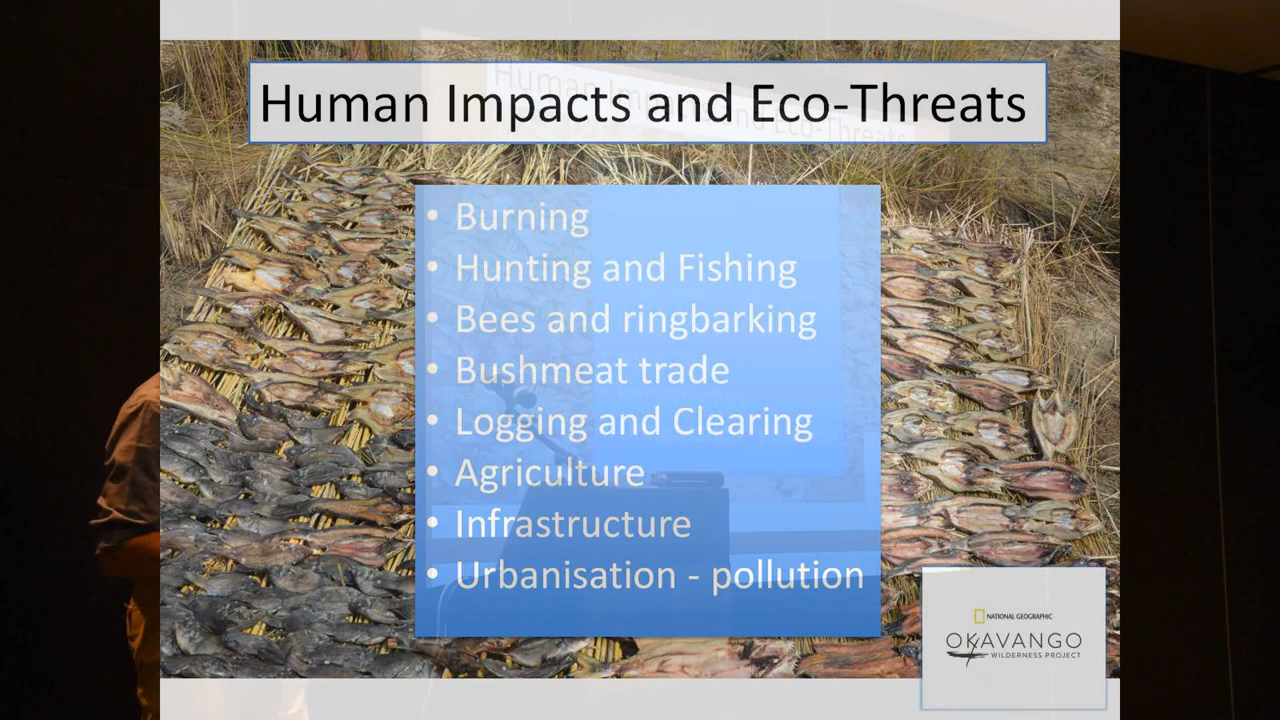 Human Impacts and Eco-Threats
• Burning
• Hunting and Fishing
• Bees and ringbarking
• Bushmeat trade
• Logging and Clearing
• Agriculture
• Infrastructure
• Urbanisation - pollution
NATIONAL GEOGRAPHIC
OKAVANGO
WILDERNESS PROJECT